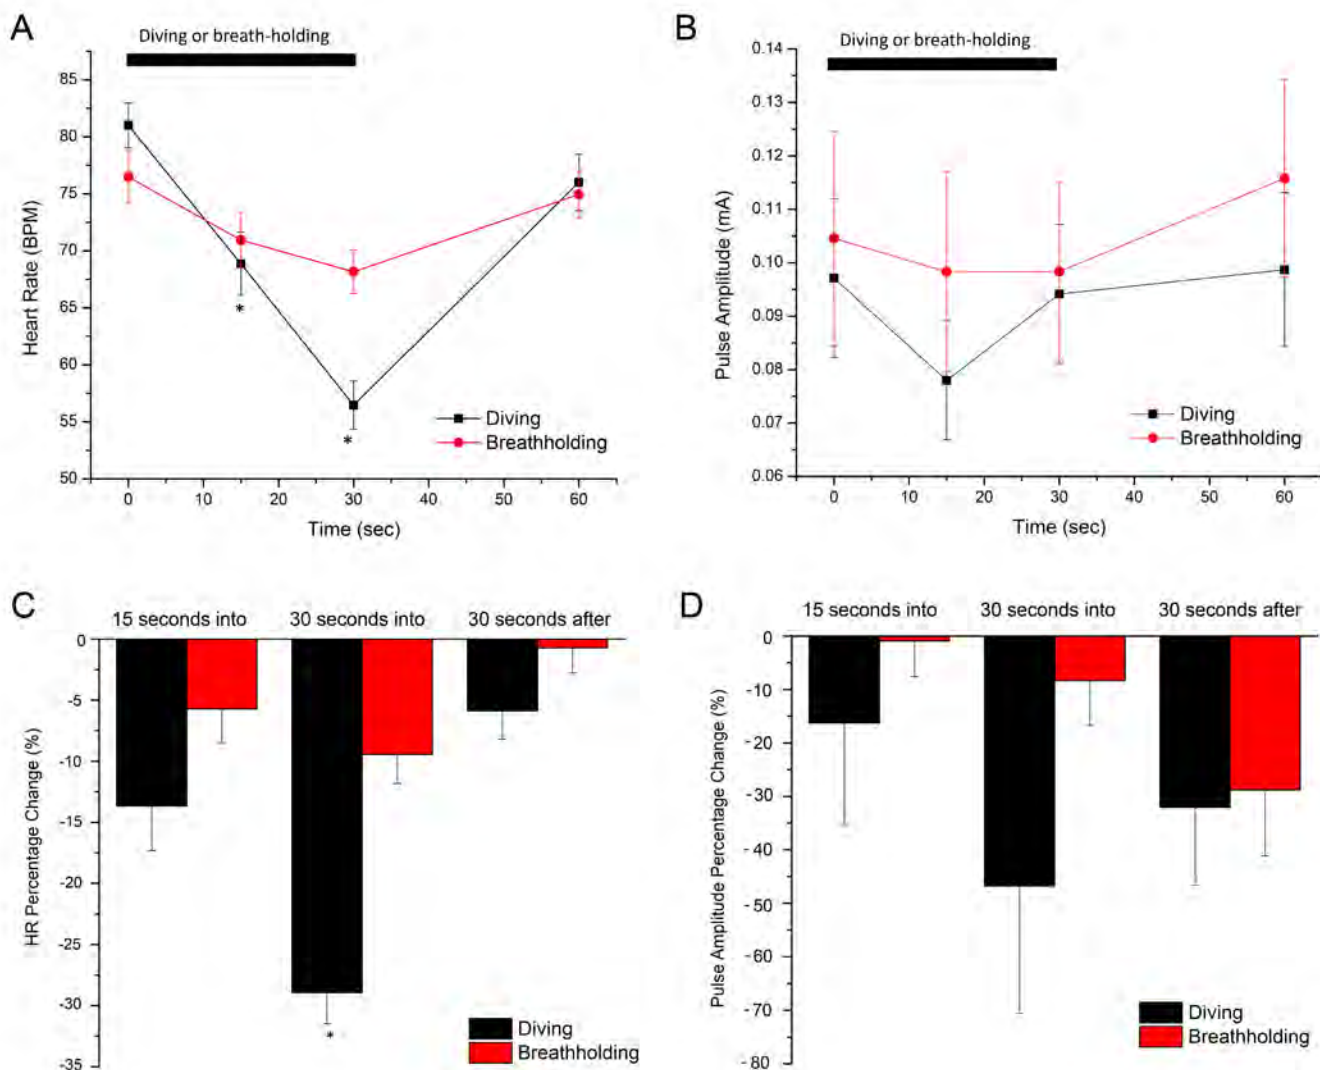 A
Diving or breath-holding
85
80
75
70
65
60
55
50
Heart Rate (BPM)
*
*
Diving
Breathholding
0 10 20 30 40 50 60
Time (sec)
B
Diving or breath-holding
0.14
0.13
0.12
0.11
0.10
0.09
0.08
0.07
0.06
Pulse Amplitude (mA)
Diving
Breathholding
0 10 20 30 40 50 60
Time (sec)
C
15 seconds into 30 seconds into 30 seconds after
0
-5
-10
-15
-20
-25
-30
-35
HR Percentage Change (%)
*
Diving
Breathholding
D
15 seconds into 30 seconds into 30 seconds after
0
-10
-20
-30
-40
-50
-60
-70
-80
Pulse Amplitude Percentage Change (%)
Diving
Breathholding